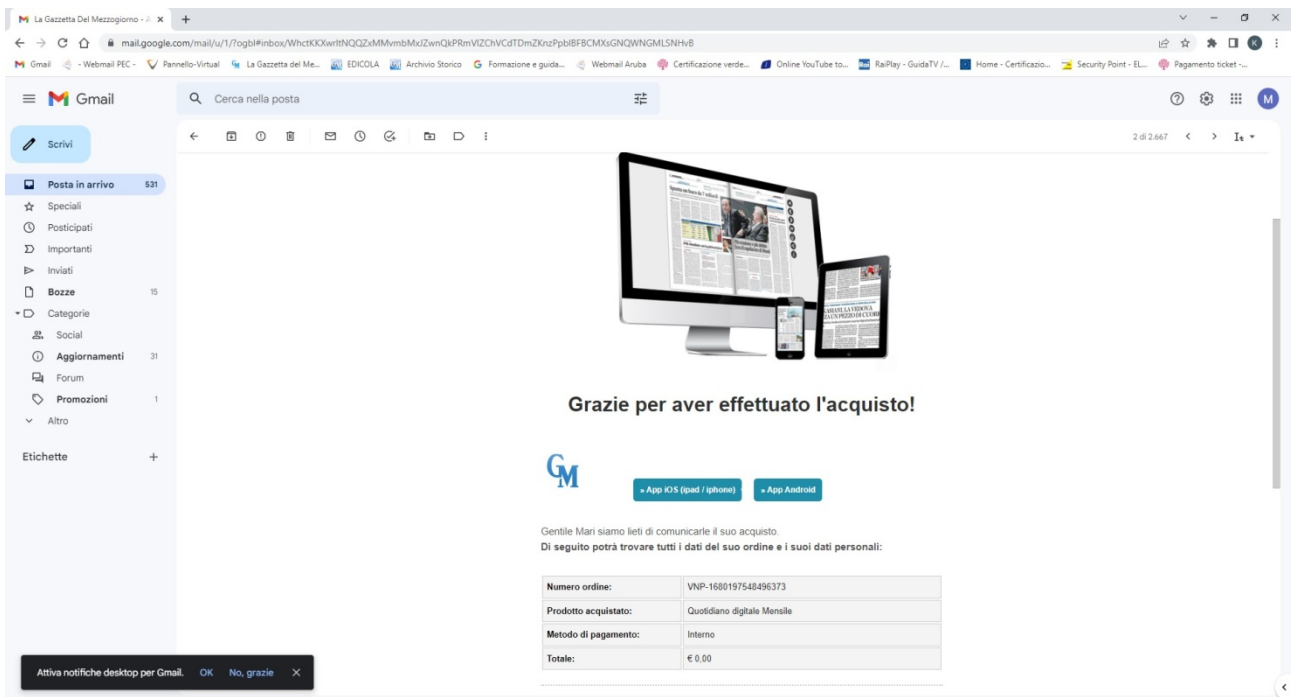 La Gazzetta Del Mezzogiorno - A
mail.google.com/mail/u/1/?ogbl#inbox/WhctKKXwrItNQQZxMMvmbMxJZwnQkPRmVlZChVCdTDmZKnzPpblBFBCMXsGNQWNGMLSNHvB
K
Gmail - Webmail PEC - Pannello-Virtual La Gazzetta del Me... EDICOLA Archivio Storico Formazione e guida... Webmail Aruba Certificazione verde... Online YouTube to... RaiPlay - GuidaTV /... Home - Certificazio... Security Point - EL... Pagamento ticket -...
Gmail
Cerca nella posta
M
Scrivi
2 di 2.667
Posta in arrivo 531
Speciali
Posticipati
Importanti
Inviati
Bozze 15
Categorie
Social
Aggiornamenti 31
Forum
Promozioni 1
Altro
Etichette
Grazie per aver effettuato l'acquisto!
GM
» App iOS (ipad / iphone)
» App Android
Gentile Mari siamo lieti di comunicarle il suo acquisto.
Di seguito potrà trovare tutti i dati del suo ordine e i suoi dati personali:
Numero ordine: VNP-1680197548496373
Prodotto acquistato: Quotidiano digitale Mensile
Metodo di pagamento: Interno
Totale: € 0,00
Attiva notifiche desktop per Gmail. OK No, grazie